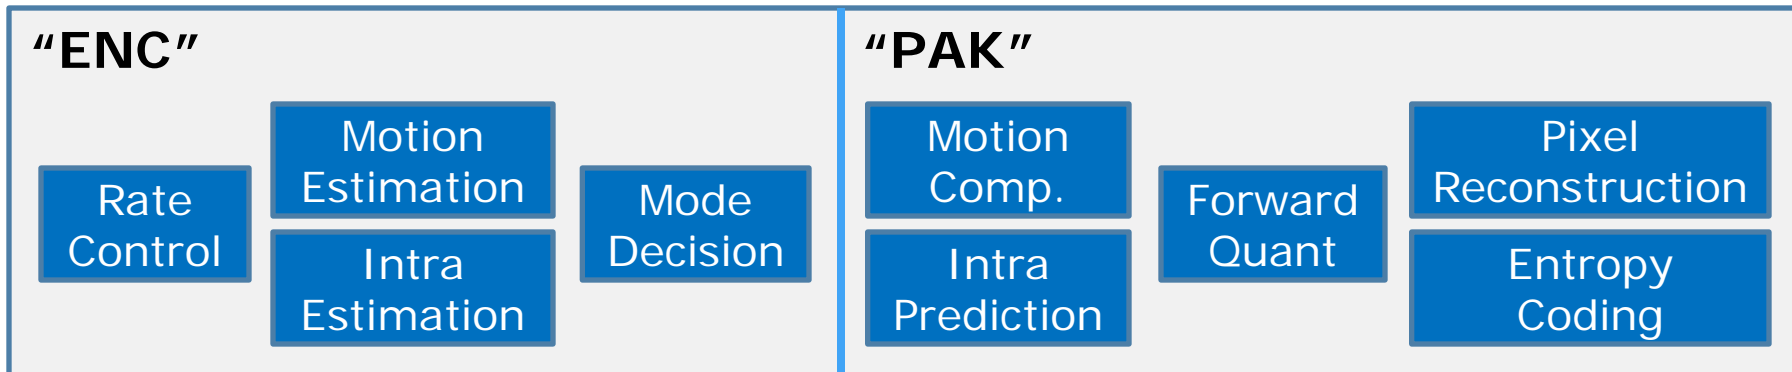 “ENC”
Rate
Control
Motion
Estimation
Intra
Estimation
Mode
Decision
“PAK”
Motion
Comp.
Intra
Prediction
Forward
Quant
Pixel
Reconstruction
Entropy
Coding